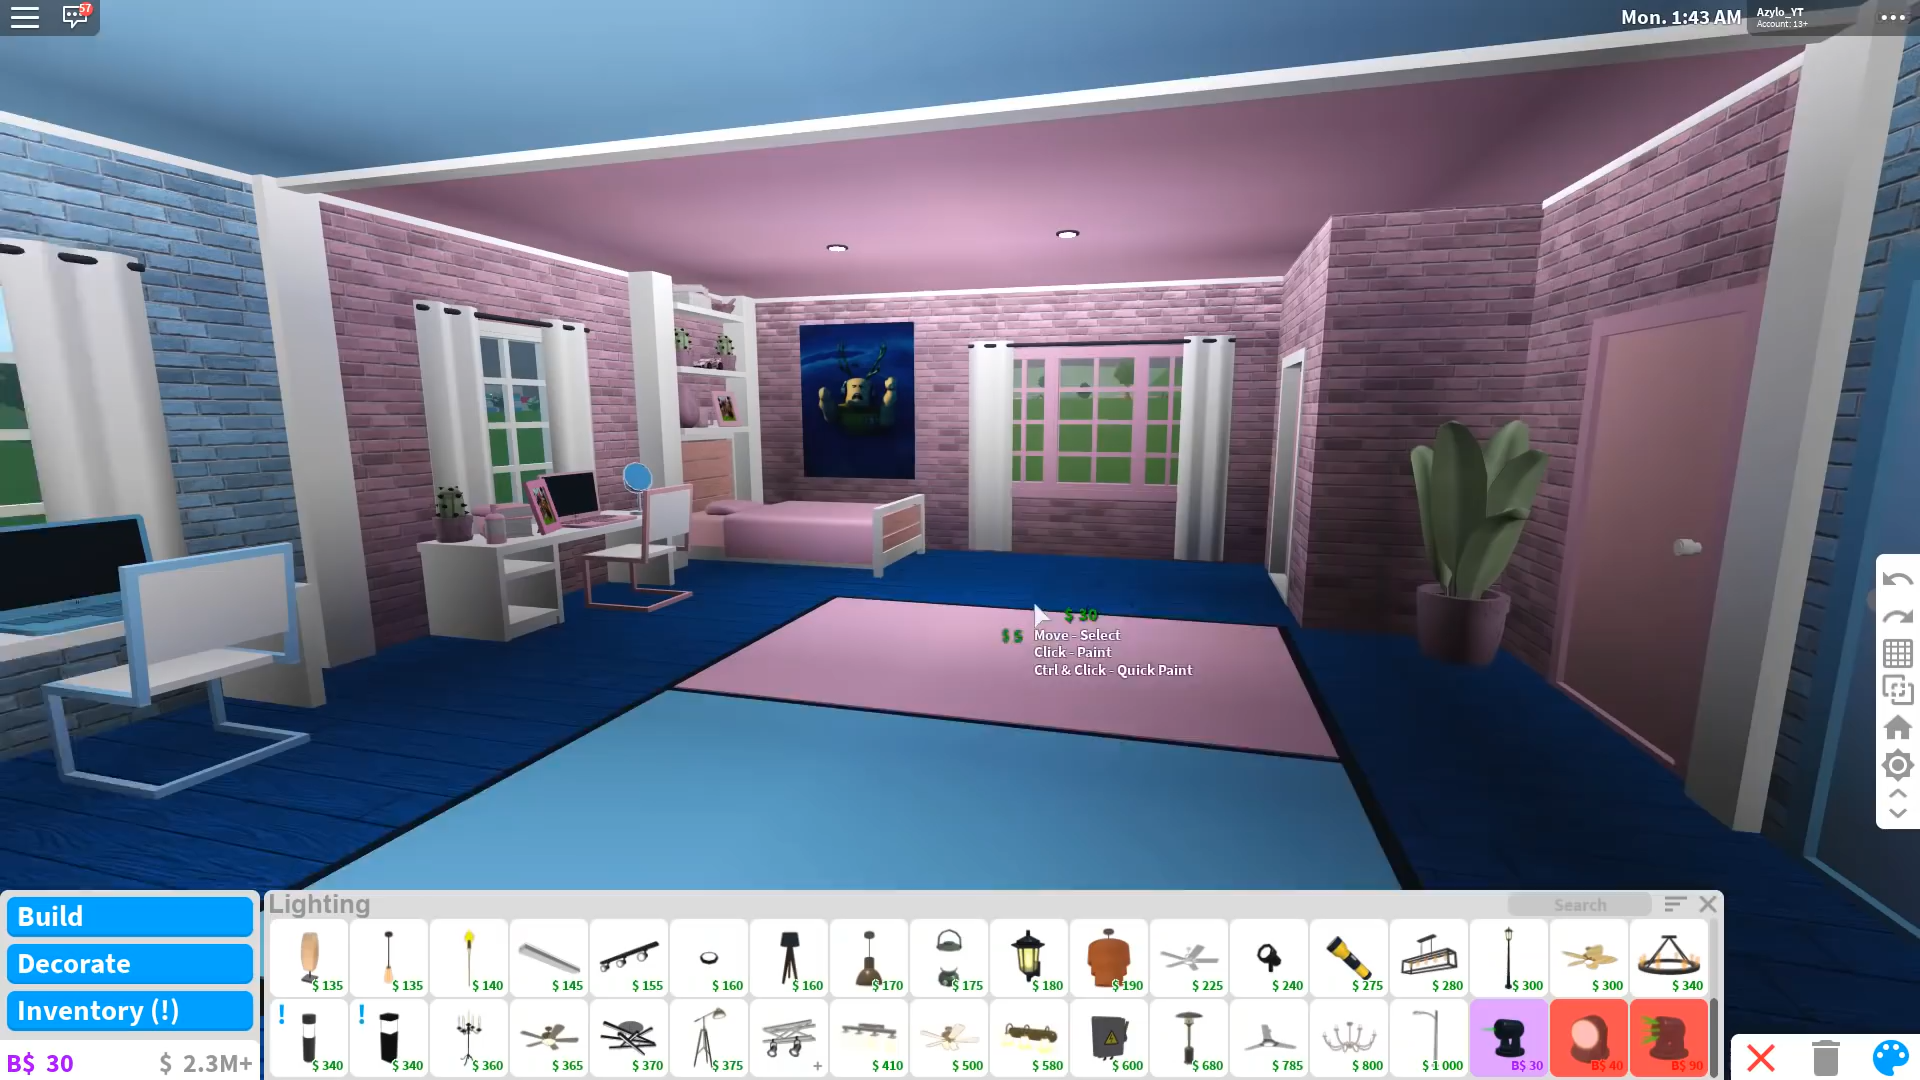 57
Mon. 1:43 AM
Azylo_YT
Account: 13+
$ 30
$ 5
Move - Select
Click - Paint
Ctrl & Click - Quick Paint
Build
Decorate
Inventory (!)
B$ 30
$ 2.3M+
Lighting
Search
$ 135
$ 135
$ 140
$ 145
$ 155
$ 160
$ 160
$ 170
$ 175
$ 180
$ 190
$ 225
$ 240
$ 275
$ 280
$ 300
$ 300
$ 340
! $ 340
! $ 340
$ 360
$ 365
$ 370
$ 375
+
$ 410
$ 500
$ 580
$ 600
$ 680
$ 785
$ 800
$ 1 000
B$ 30
B$ 40
B$ 90